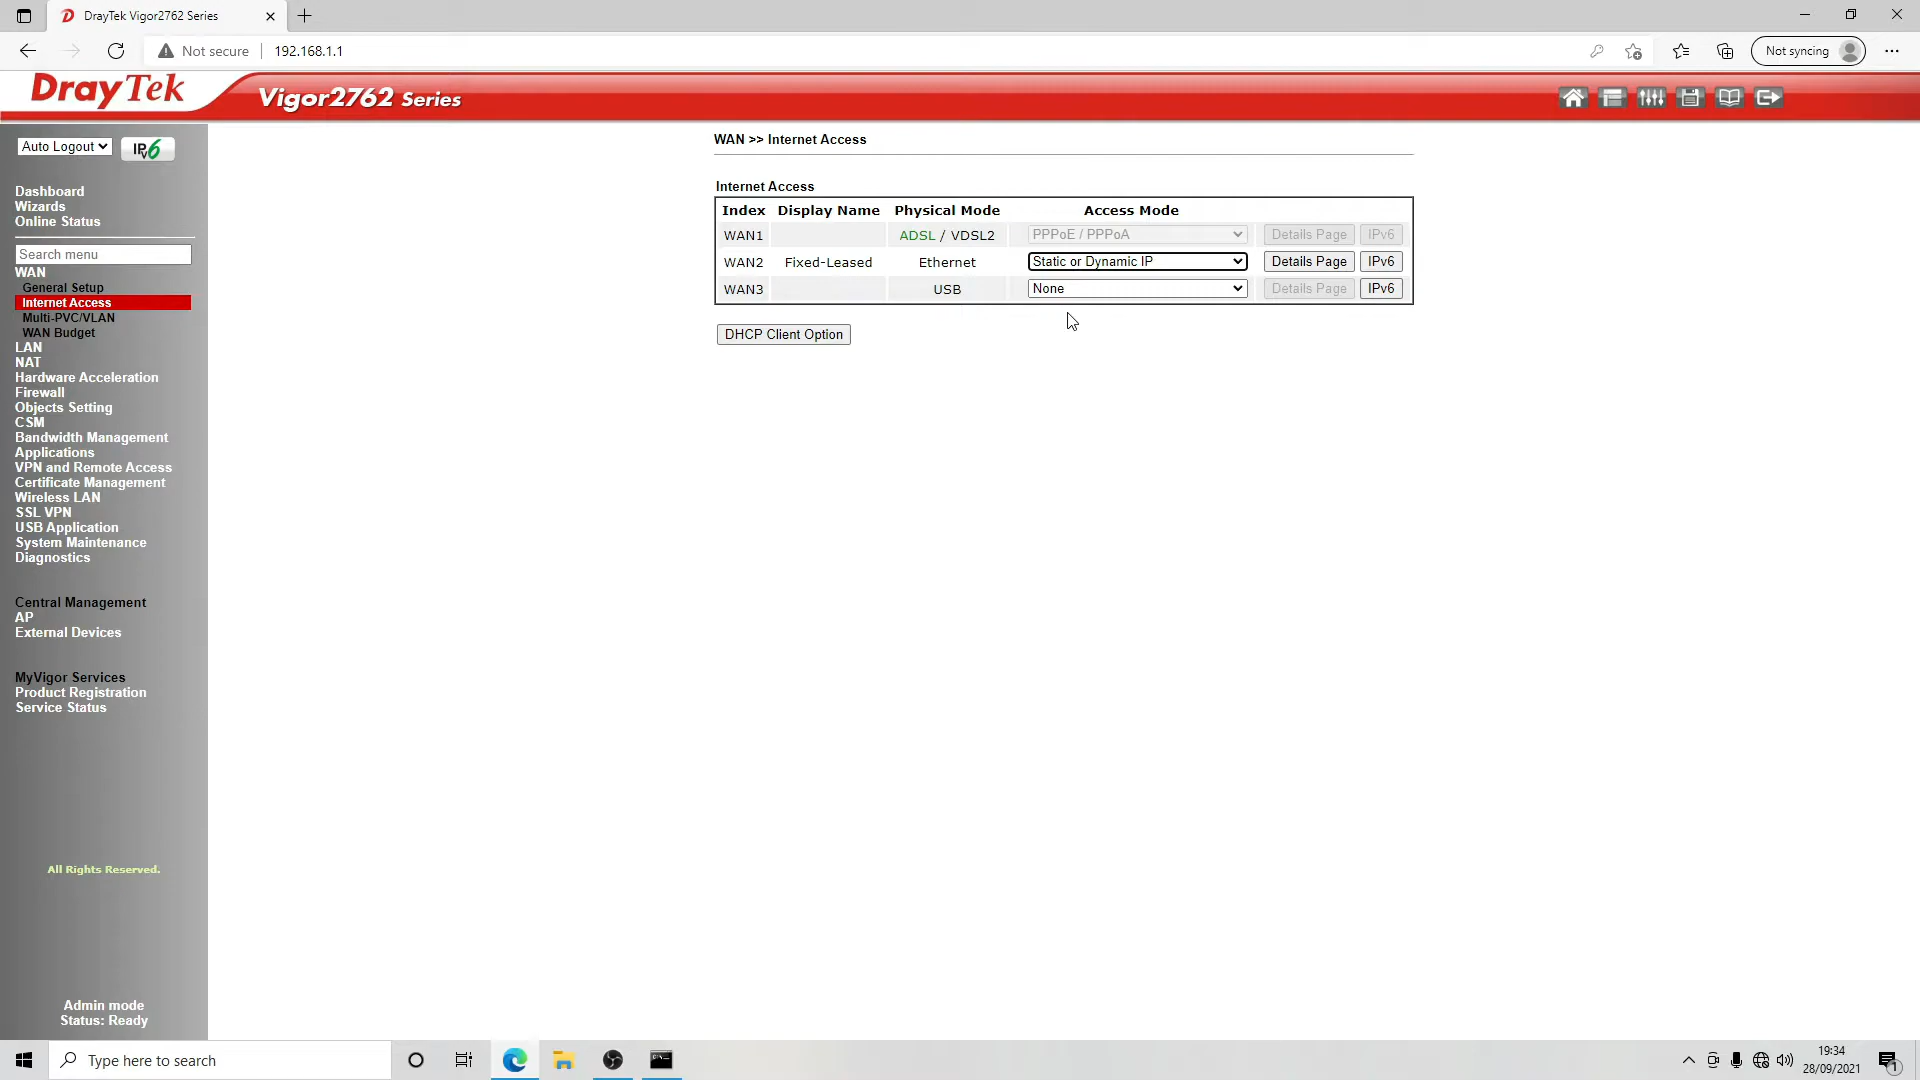 DrayTek Vigor2762 Series
Not secure
192.168.1.1
Not syncing
DrayTek
Vigor2762 Series
Auto Logout
IPv6
Dashboard
Wizards
Online Status
Search menu
WAN
General Setup
Internet Access
Multi-PVC/VLAN
WAN Budget
LAN
NAT
Hardware Acceleration
Firewall
Objects Setting
CSM
Bandwidth Management
Applications
VPN and Remote Access
Certificate Management
Wireless LAN
SSL VPN
USB Application
System Maintenance
Diagnostics
Central Management
AP
External Devices
MyVigor Services
Product Registration
Service Status
All Rights Reserved.
Admin mode
Status: Ready
WAN >> Internet Access
Internet Access
Index Display Name Physical Mode Access Mode
WAN1 ADSL / VDSL2 PPPoE / PPPoA Details Page IPv6
WAN2 Fixed-Leased Ethernet Static or Dynamic IP Details Page IPv6
WAN3 USB None Details Page IPv6
DHCP Client Option
Type here to search
19:34
28/09/2021
1